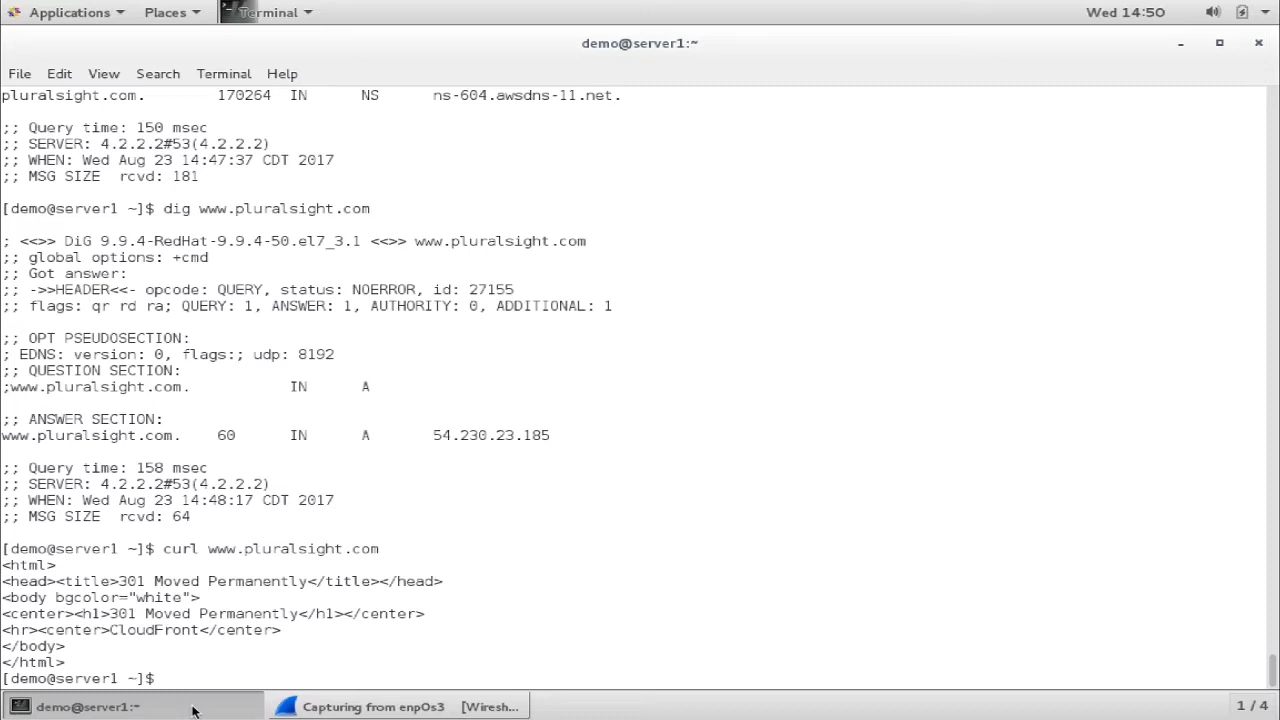 Applications Places Terminal Wed 14:50
demo@server1:~
File Edit View Search Terminal Help
pluralsight.com. 170264 IN NS ns-604.awsdns-11.net.
;; Query time: 150 msec
;; SERVER: 4.2.2.2#53(4.2.2.2)
;; WHEN: Wed Aug 23 14:47:37 CDT 2017
;; MSG SIZE rcvd: 181
[demo@server1 ~]$ dig www.pluralsight.com
; <<>> DiG 9.9.4-RedHat-9.9.4-50.el7_3.1 <<>> www.pluralsight.com
;; global options: +cmd
;; Got answer:
;; ->>HEADER<<- opcode: QUERY, status: NOERROR, id: 27155
;; flags: qr rd ra; QUERY: 1, ANSWER: 1, AUTHORITY: 0, ADDITIONAL: 1
;; OPT PSEUDOSECTION:
; EDNS: version: 0, flags:; udp: 8192
;; QUESTION SECTION:
;www.pluralsight.com. IN A
;; ANSWER SECTION:
www.pluralsight.com. 60 IN A 54.230.23.185
;; Query time: 158 msec
;; SERVER: 4.2.2.2#53(4.2.2.2)
;; WHEN: Wed Aug 23 14:48:17 CDT 2017
;; MSG SIZE rcvd: 64
[demo@server1 ~]$ curl www.pluralsight.com
<html>
<head><title>301 Moved Permanently</title></head>
<body bgcolor="white">
<center><h1>301 Moved Permanently</h1></center>
<hr><center>CloudFront</center>
</body>
</html>
[demo@server1 ~]$
demo@server1:~ Capturing from enp0s3 [Wiresh... 1 / 4